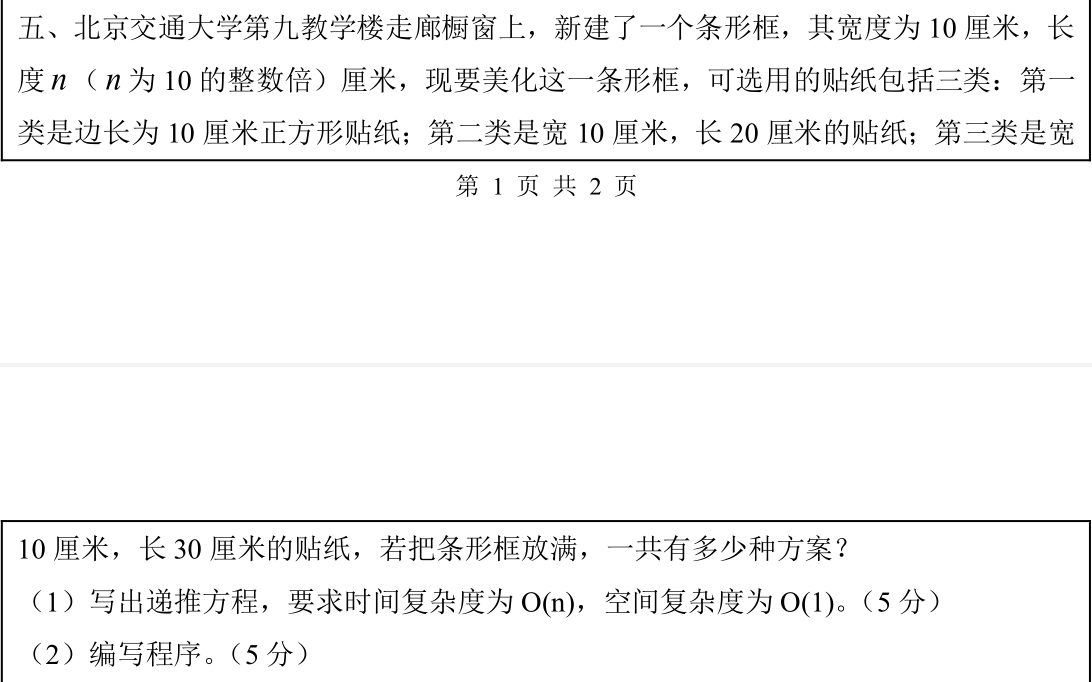 五、北京交通大学第九教学楼走廊橱窗上，新建了一个条形框，其宽度为 10 厘米，长
度 n （ n 为 10 的整数倍）厘米，现要美化这一条形框，可选用的贴纸包括三类：第一
类是边长为 10 厘米正方形贴纸；第二类是宽 10 厘米，长 20 厘米的贴纸；第三类是宽
第 1 页 共 2 页
10 厘米，长 30 厘米的贴纸，若把条形框放满，一共有多少种方案？
（1）写出递推方程，要求时间复杂度为 O(n)，空间复杂度为 O(1)。（5 分）
（2）编写程序。（5 分）